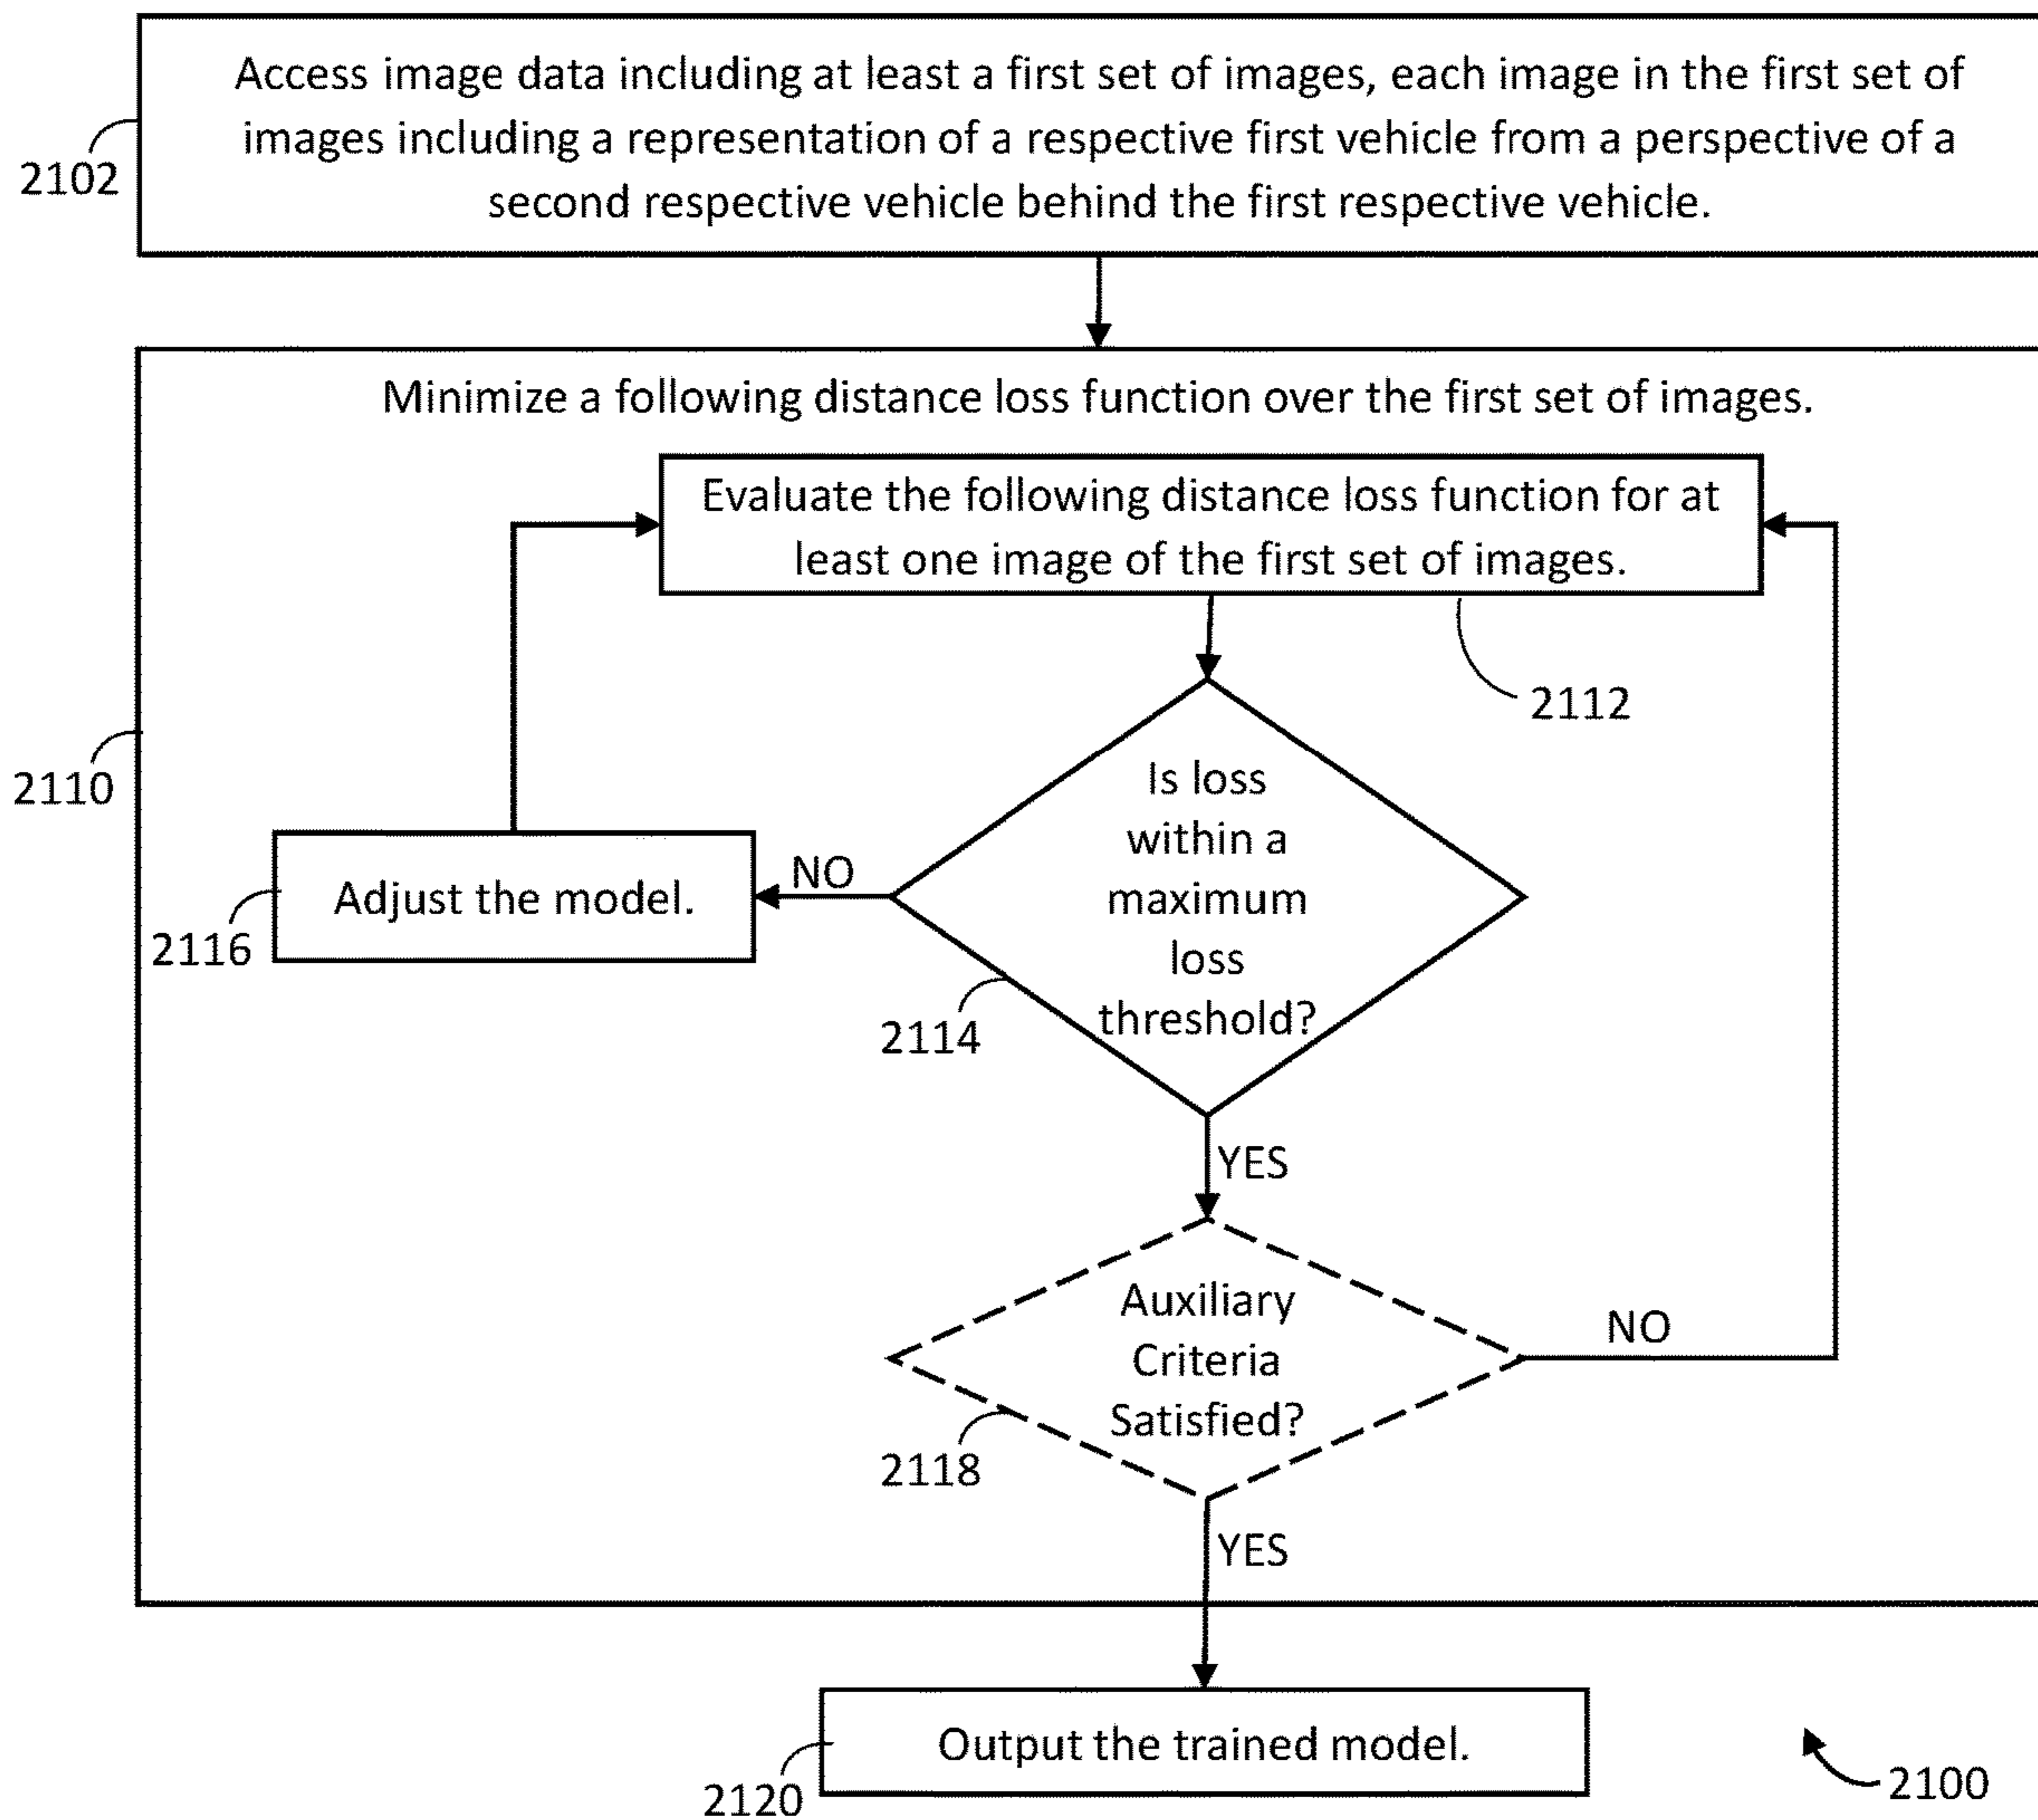 Access image data including at least a first set of images, each image in the first set of
images including a representation of a respective first vehicle from a perspective of a
second respective vehicle behind the first respective vehicle.
2102
Minimize a following distance loss function over the first set of images.
Evaluate the following distance loss function for at
least one image of the first set of images.
2112
2110
Is loss
within a
maximum
loss
threshold?
NO
Adjust the model.
2116
2114
YES
Auxiliary
Criteria
Satisfied?
NO
2118
YES
Output the trained model.
2120
2100